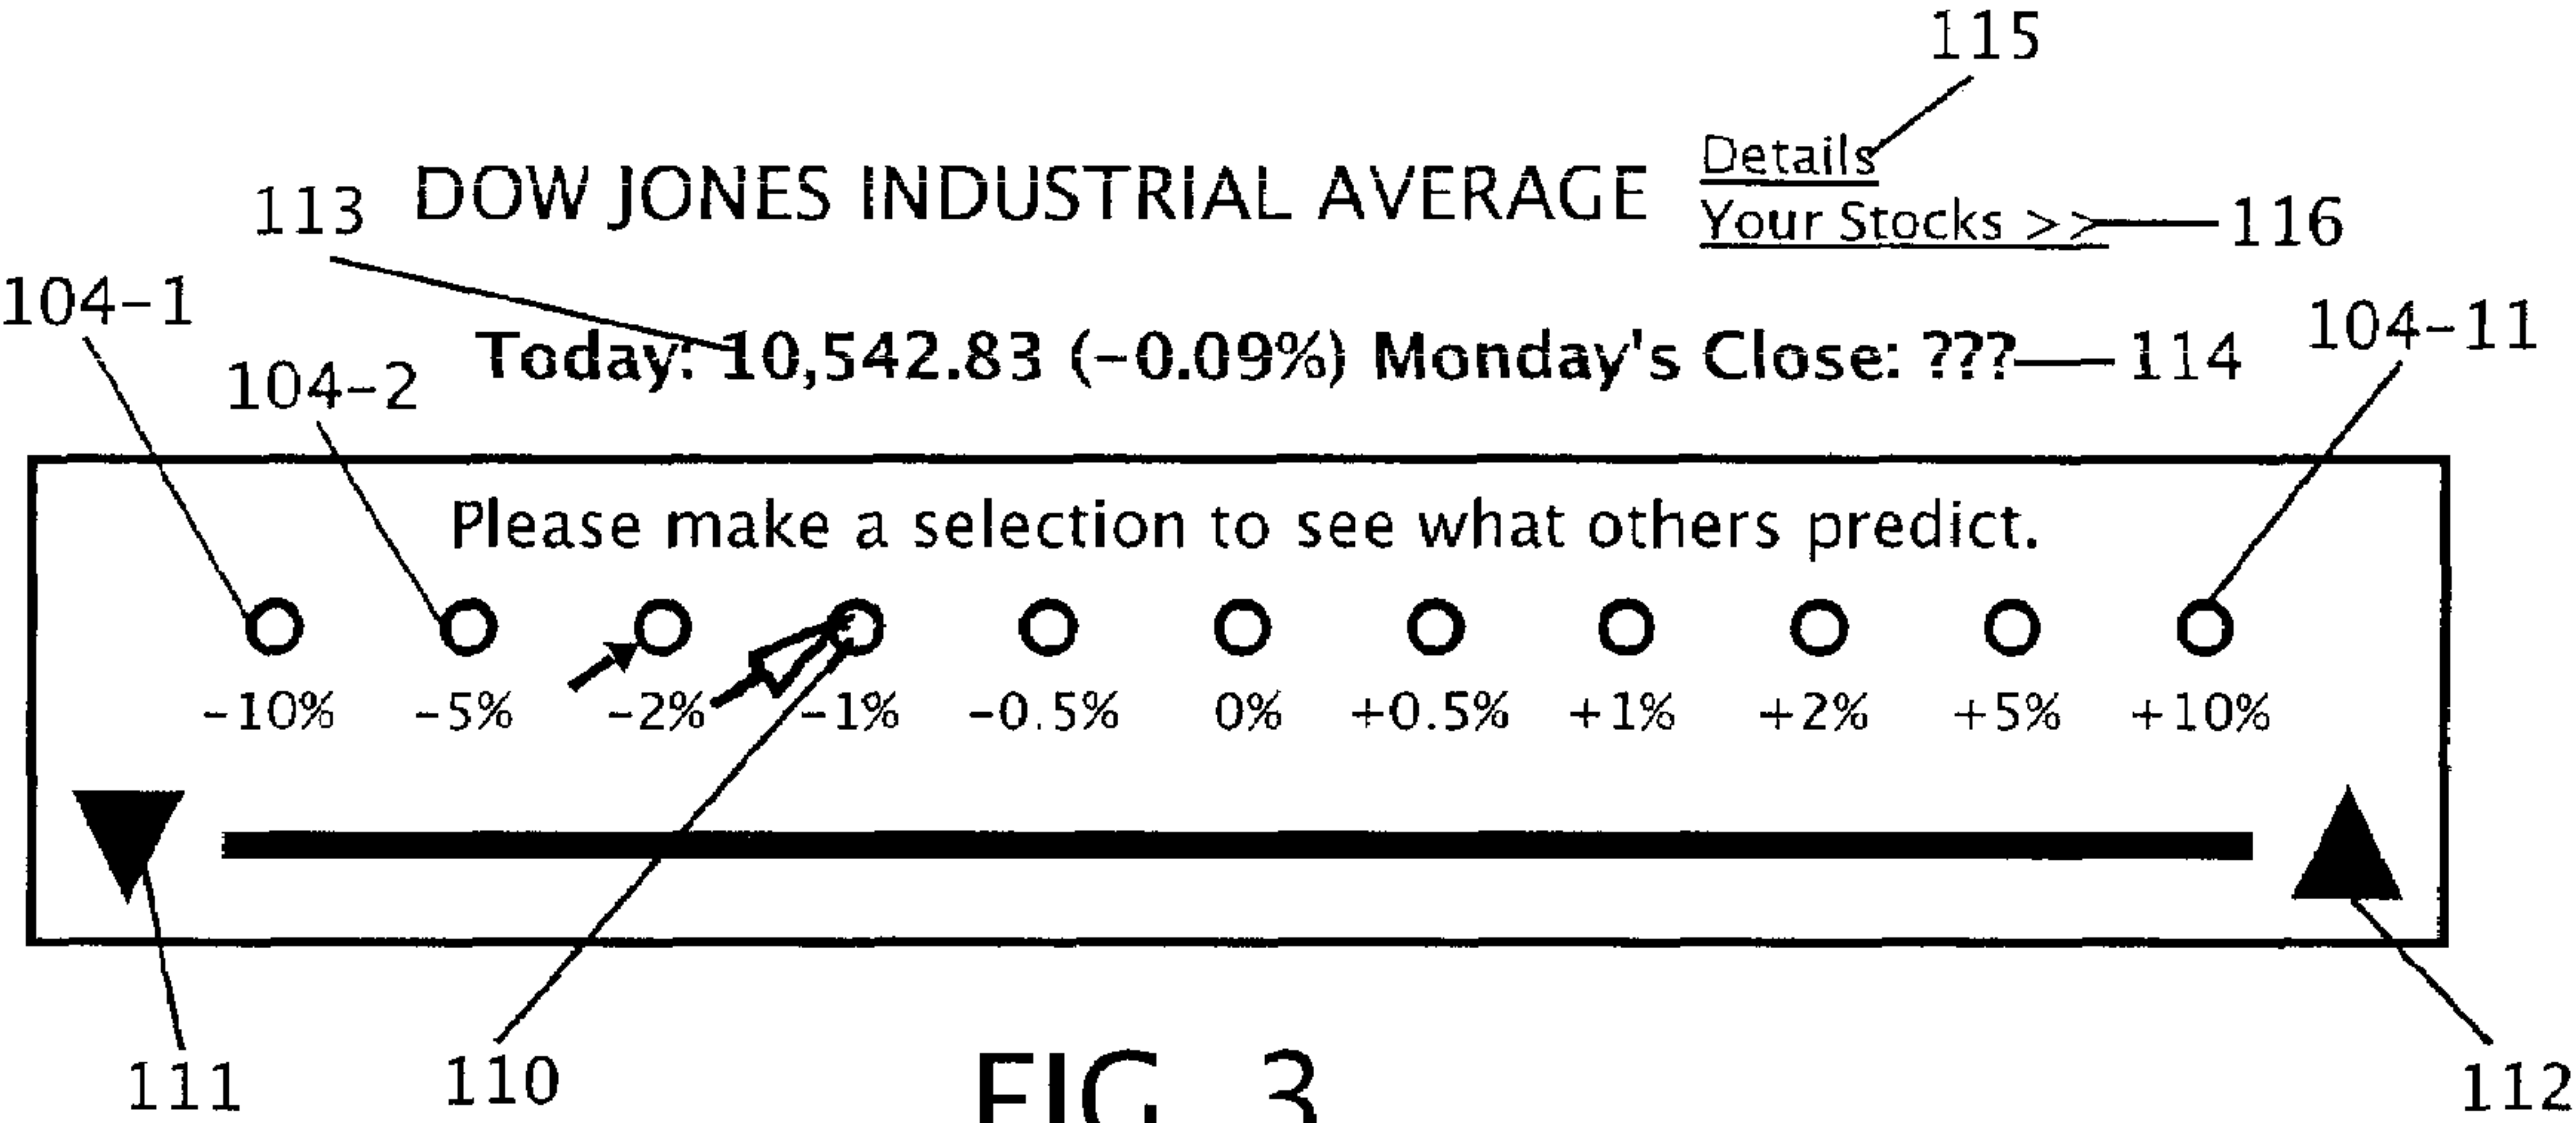 115
Details
113 DOW JONES INDUSTRIAL AVERAGE
Your Stocks >> 116
104-1
104-11
Today: 10,542.83 (-0.09%) Monday's Close: ??? 114
104-2
Please make a selection to see what others predict.
-10% -5% -2% -1% -0.5% 0% +0.5% +1% +2% +5% +10%
111 110 112
FIG. 3